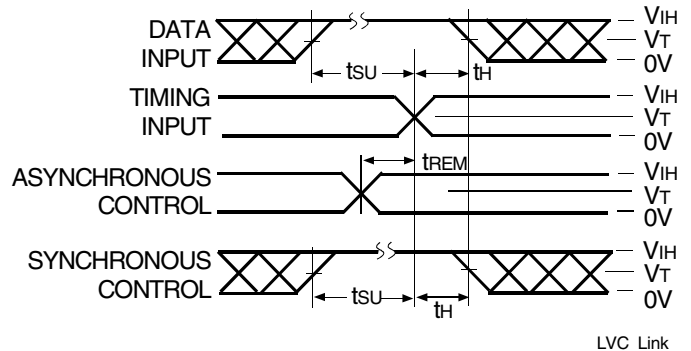 DATA
INPUT
tSU
tH
VIH
VT
0V
TIMING
INPUT
VIH
VT
0V
tREM
ASYNCHRONOUS
CONTROL
VIH
VT
0V
SYNCHRONOUS
CONTROL
tSU
tH
VIH
VT
0V
LVC Link